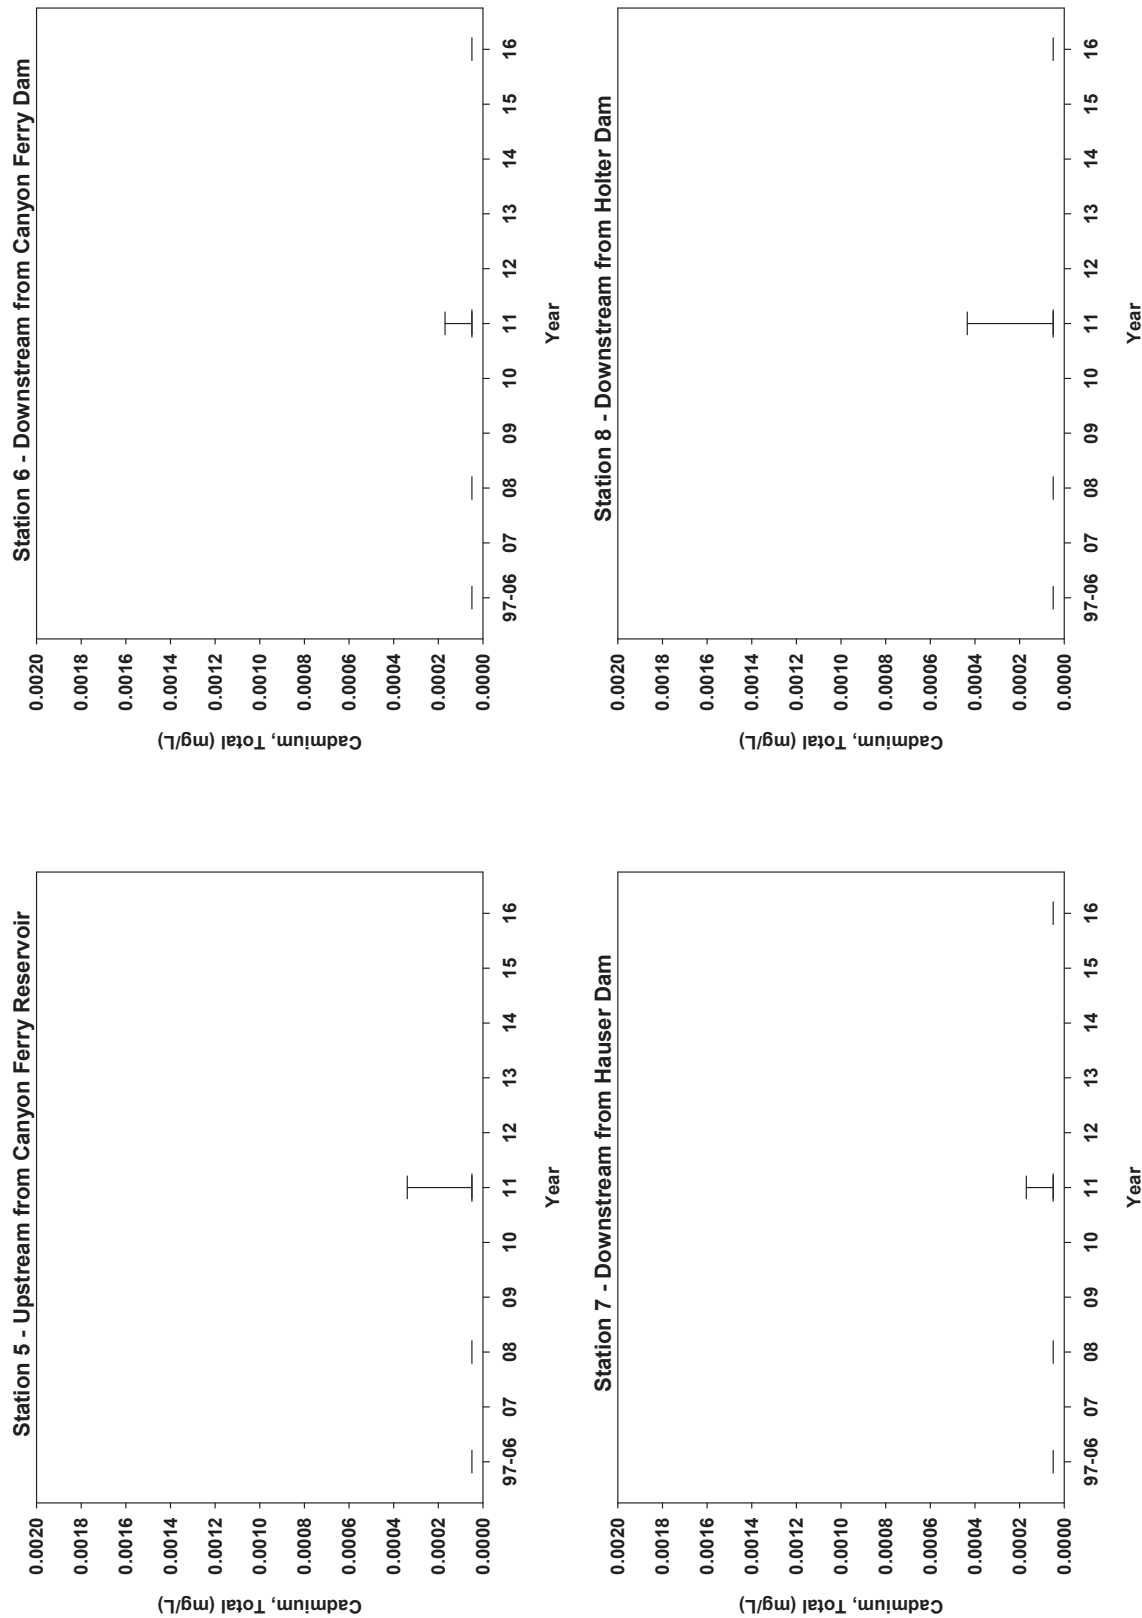 Station 5 - Upstream from Canyon Ferry Reservoir
Cadmium, Total (mg/L)
0.0020
0.0018
0.0016
0.0014
0.0012
0.0010
0.0008
0.0006
0.0004
0.0002
0.0000
97-06 07 08 09 10 11 12 13 14 15 16
Year
Station 6 - Downstream from Canyon Ferry Dam
Cadmium, Total (mg/L)
0.0020
0.0018
0.0016
0.0014
0.0012
0.0010
0.0008
0.0006
0.0004
0.0002
0.0000
97-06 07 08 09 10 11 12 13 14 15 16
Year
Station 7 - Downstream from Hauser Dam
Cadmium, Total (mg/L)
0.0020
0.0018
0.0016
0.0014
0.0012
0.0010
0.0008
0.0006
0.0004
0.0002
0.0000
97-06 07 08 09 10 11 12 13 14 15 16
Year
Station 8 - Downstream from Holter Dam
Cadmium, Total (mg/L)
0.0020
0.0018
0.0016
0.0014
0.0012
0.0010
0.0008
0.0006
0.0004
0.0002
0.0000
97-06 07 08 09 10 11 12 13 14 15 16
Year